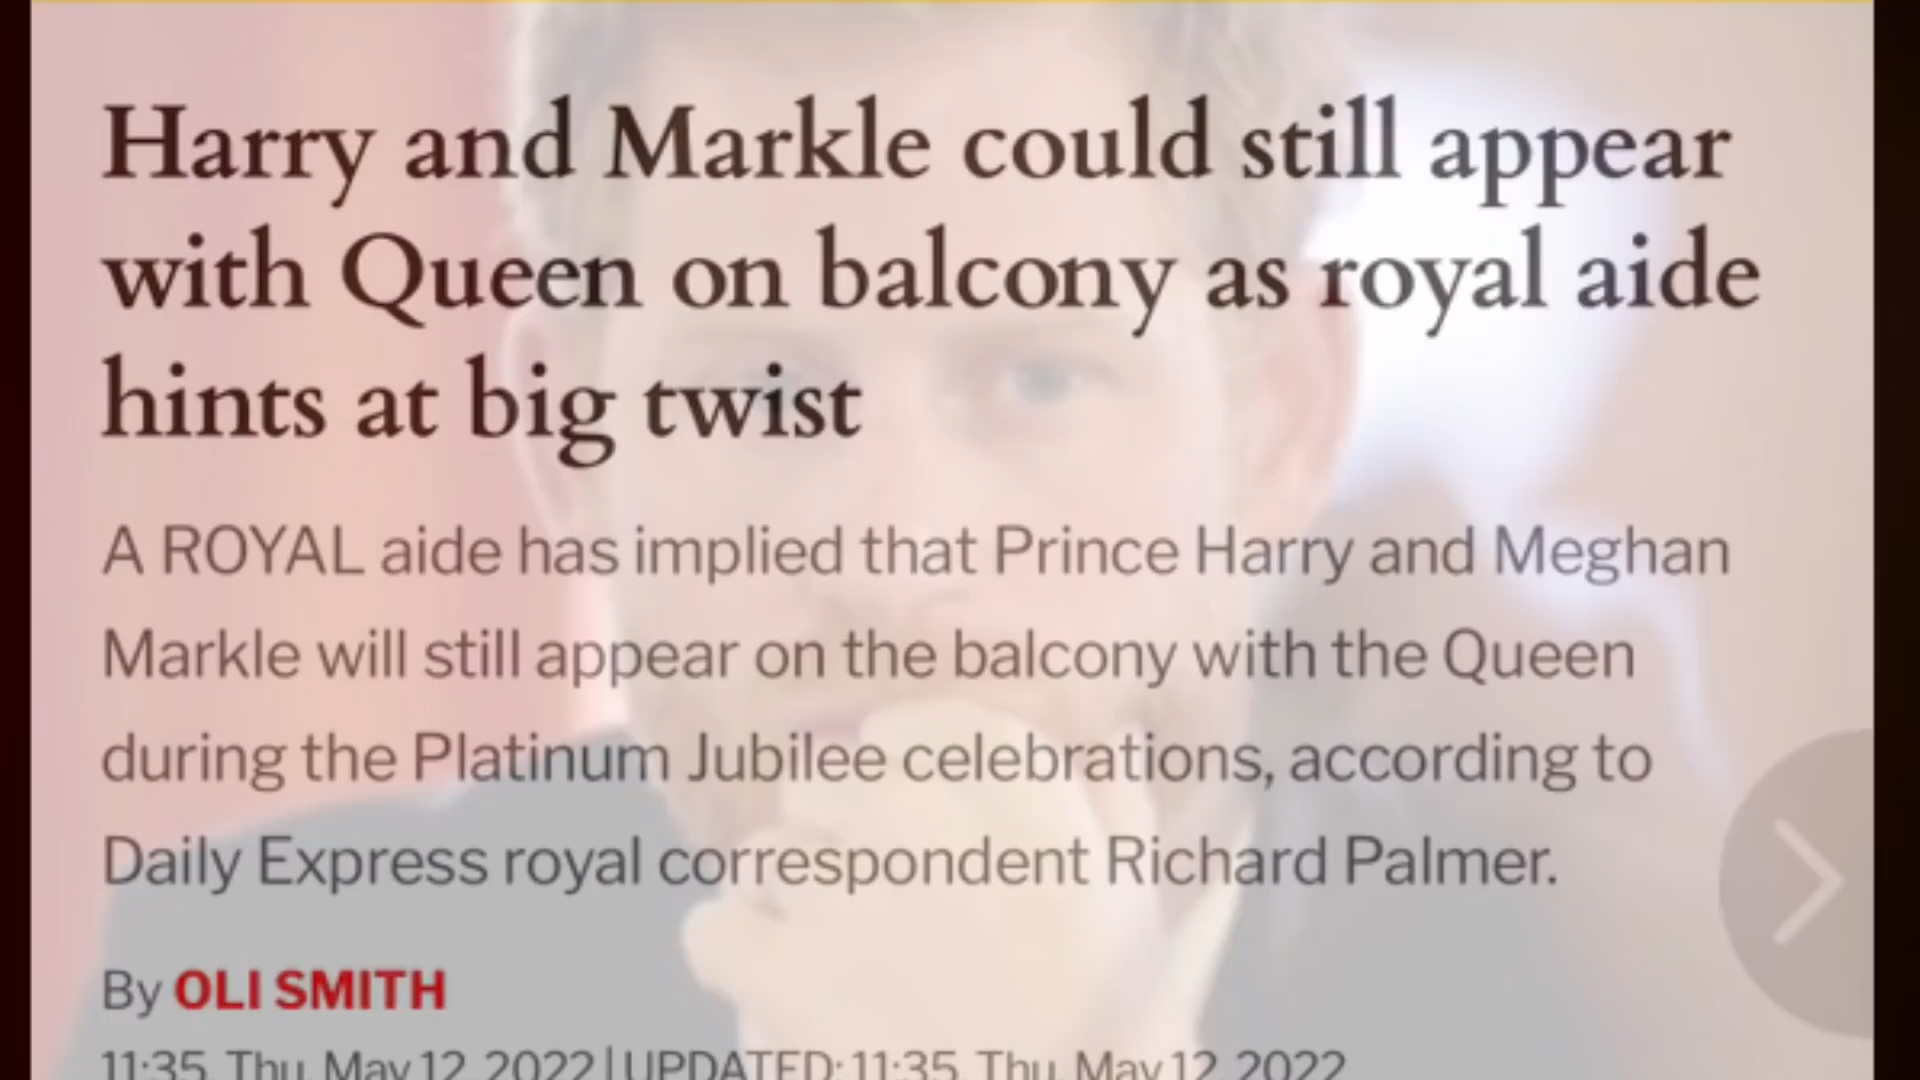 Harry and Markle could still appear
with Queen on balcony as royal aide
hints at big twist
A ROYAL aide has implied that Prince Harry and Meghan
Markle will still appear on the balcony with the Queen
during the Platinum Jubilee celebrations, according to
Daily Express royal correspondent Richard Palmer.
By OLI SMITH
11:35, Thu, May 12, 2022 | UPDATED: 11:35, Thu, May 12, 2022